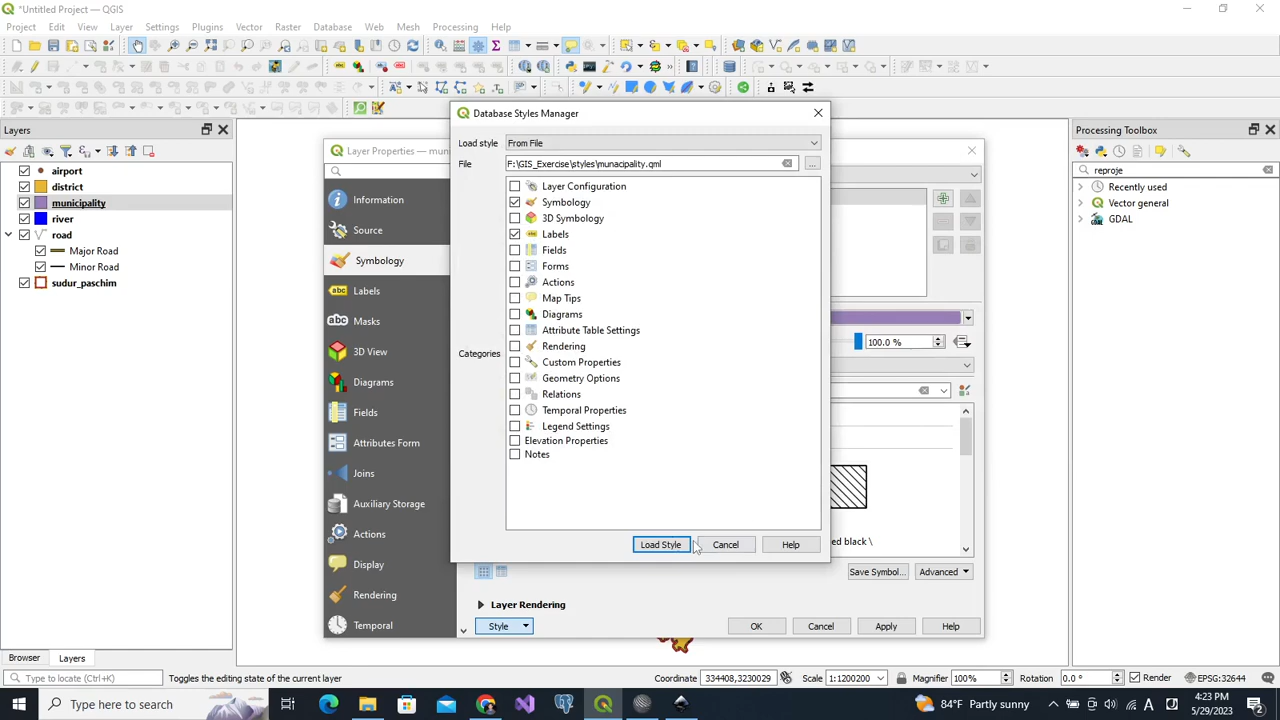 *Untitled Project — QGIS
Project Edit View Layer Settings Plugins Vector Raster Database Web Mesh Processing Help
Layers
airport
district
municipality
river
road
Major Road
Minor Road
sudur_paschim
Browser Layers
Layer Properties — mu
Information
Source
Symbology
Labels
Masks
3D View
Diagrams
Fields
Attributes Form
Joins
Auxiliary Storage
Actions
Display
Rendering
Temporal
Database Styles Manager
Load style From File
File F:\GIS_Exercise\styles\munacipality.qml
Categories
Layer Configuration
Symbology
3D Symbology
Labels
Fields
Forms
Actions
Map Tips
Diagrams
Attribute Table Settings
Rendering
Custom Properties
Geometry Options
Relations
Temporal Properties
Legend Settings
Elevation Properties
Notes
Load Style Cancel Help
100.0 %
ed black \
Save Symbol... Advanced
Layer Rendering
Style OK Cancel Apply Help
Processing Toolbox
reproje
Recently used
Vector general
GDAL
Type to locate (Ctrl+K) Toggles the editing state of the current layer Coordinate 334408,3230029 Scale 1:1200200 Magnifier 100% Rotation 0.0 ° Render EPSG:32644
Type here to search
84°F Partly sunny
4:23 PM
5/29/2023